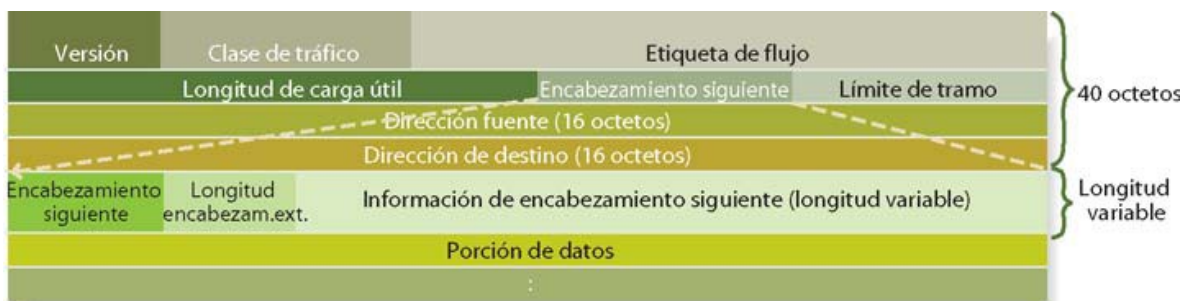 Versión Clase de tráfico Etiqueta de flujo
Longitud de carga útil Encabezamiento siguiente Límite de tramo
40 octetos
Dirección fuente (16 octetos)
Dirección de destino (16 octetos)
Encabezamiento
siguiente
Longitud
encabezam.ext.
Información de encabezamiento siguiente (longitud variable)
Longitud
variable
Porción de datos
: